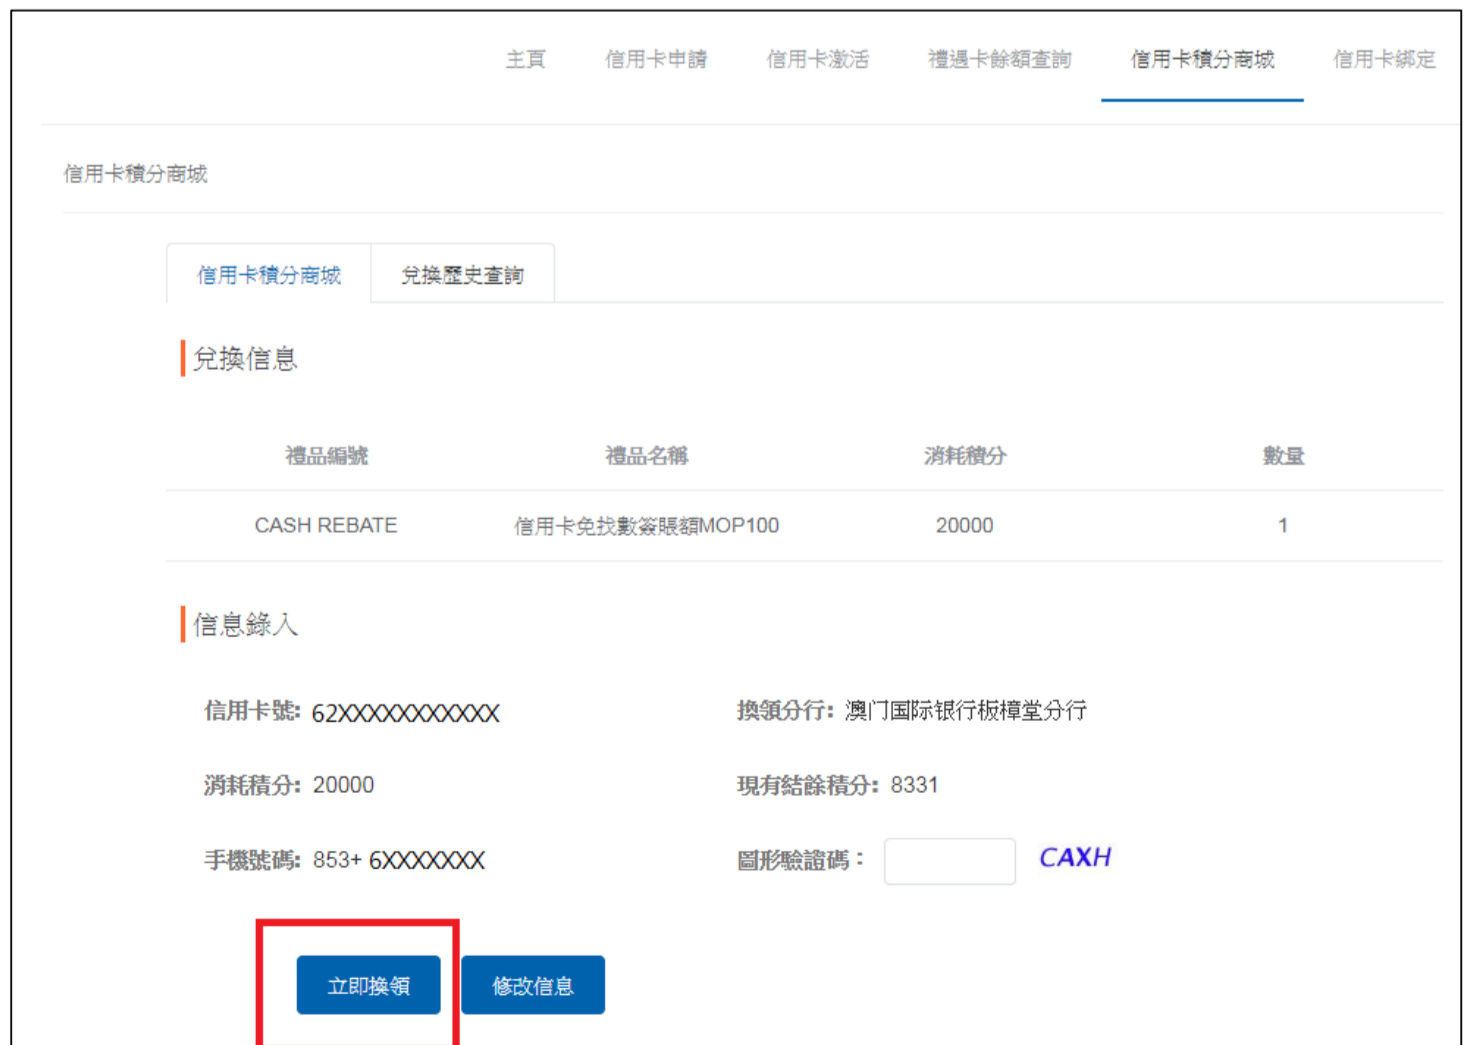 主頁 信用卡申請 信用卡激活 禮遇卡餘額查詢 信用卡積分商城 信用卡綁定
信用卡積分商城
信用卡積分商城 兌換歷史查詢
兌換信息
禮品編號 禮品名稱 消耗積分 數量
CASH REBATE 信用卡免找數簽賬額MOP100 20000 1
信息錄入
信用卡號: 62XXXXXXXXXXX 換領分行: 澳门国际银行板樟堂分行
消耗積分: 20000 現有結餘積分: 8331
手機號碼: 853+ 6XXXXXXX 圖形驗證碼： CAXH
立即換領 修改信息